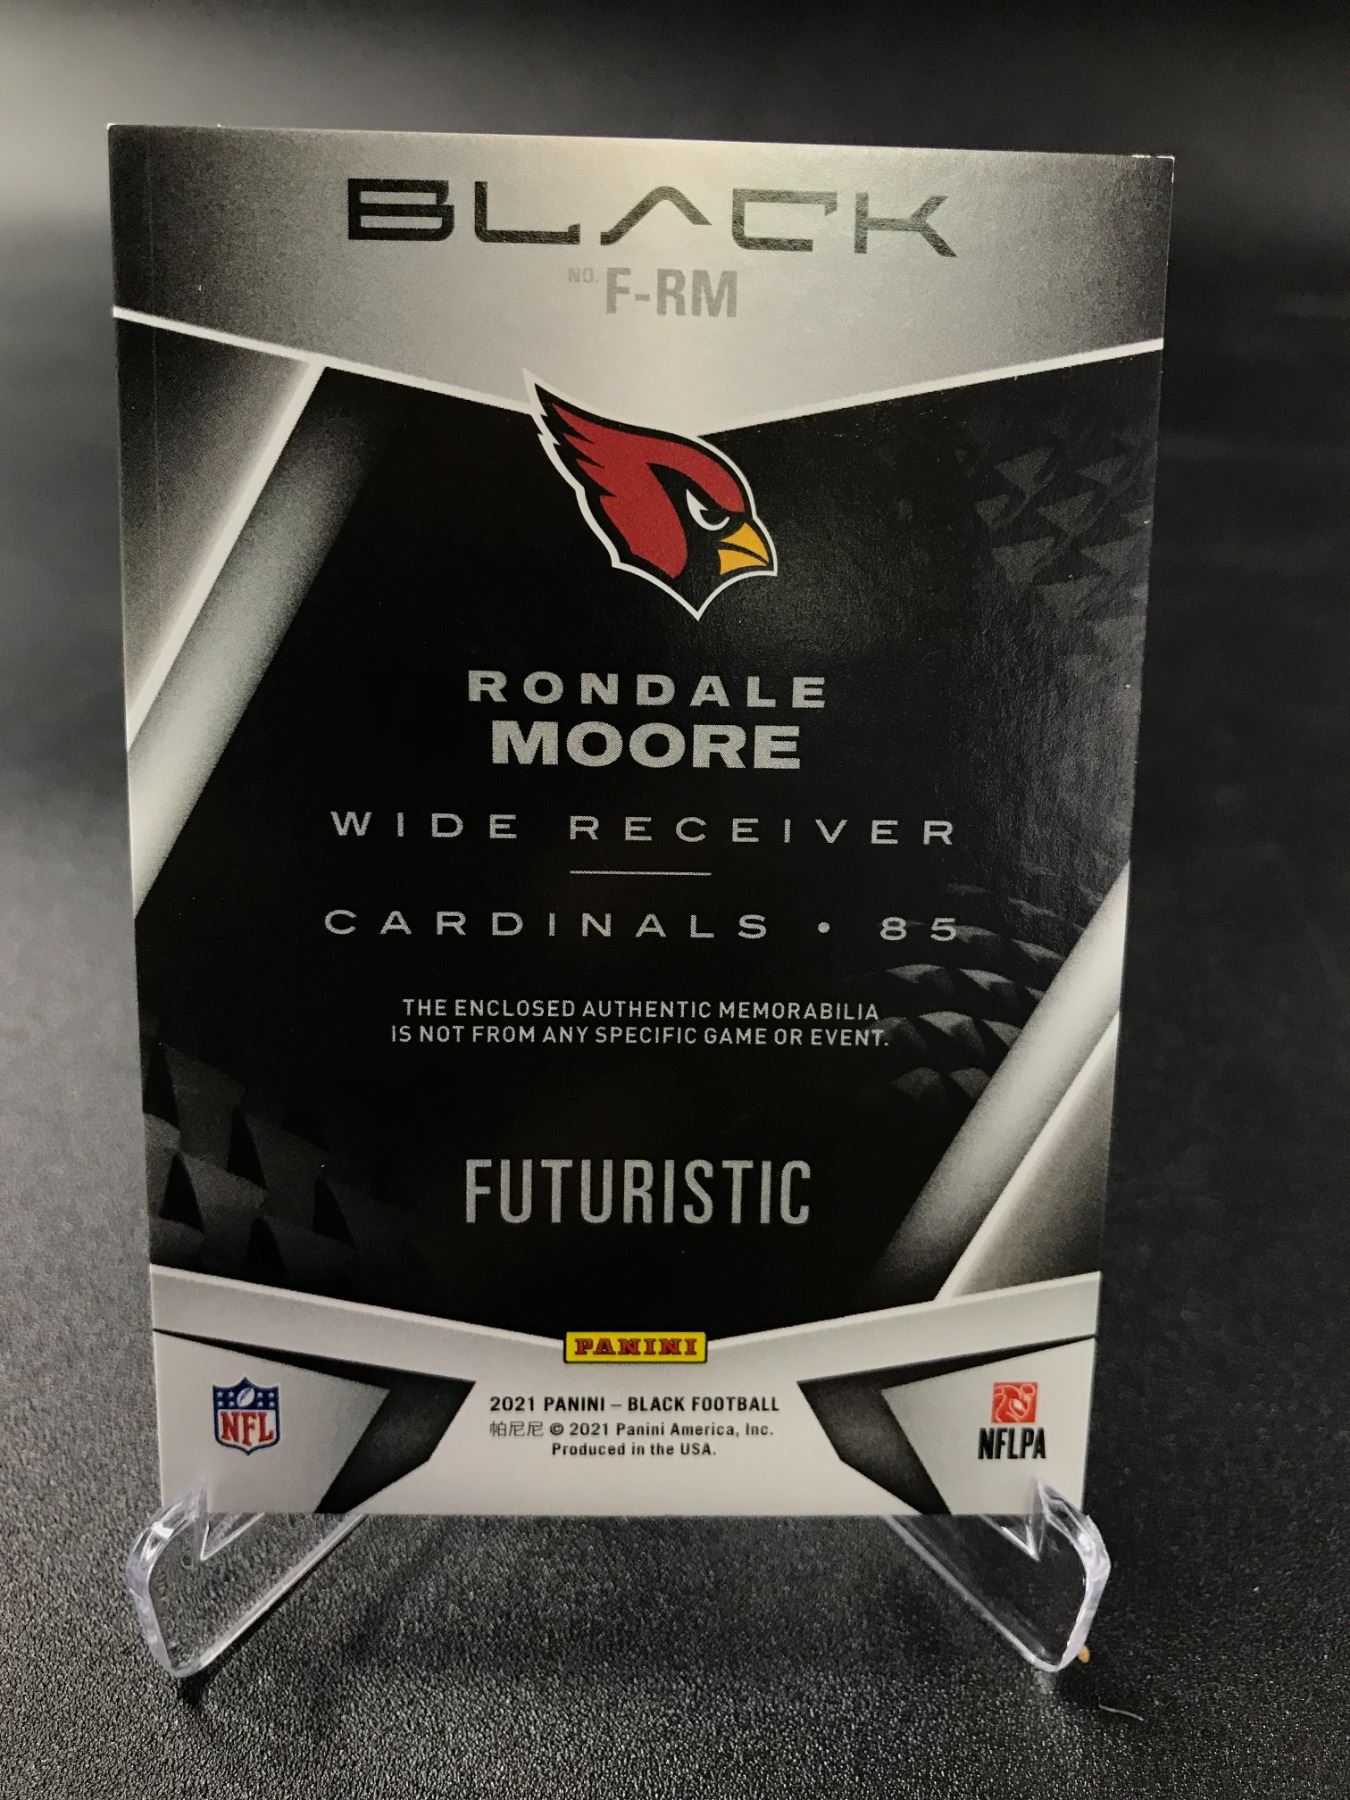 BLACK
NO. F-RM
RONDALE
MOORE
WIDE RECEIVER
CARDINALS • 85
THE ENCLOSED AUTHENTIC MEMORABILIA
IS NOT FROM ANY SPECIFIC GAME OR EVENT.
FUTURISTIC
PANINI
NFL
2021 PANINI – BLACK FOOTBALL
帕尼尼 © 2021 Panini America, Inc.
Produced in the USA.
NFLPA